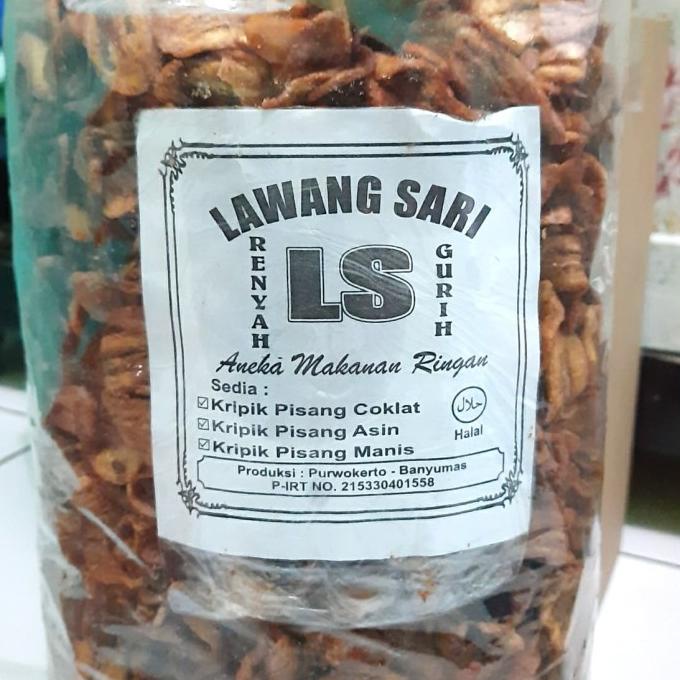 LAWANG SARI
RENYAH
LS
GURIH
Aneka Makanan Ringan
Sedia :
☑ Kripik Pisang Coklat
☑ Kripik Pisang Asin
☑ Kripik Pisang Manis
حلال
Halal
Produksi : Purwokerto - Banyumas
P-IRT NO. 215330401558